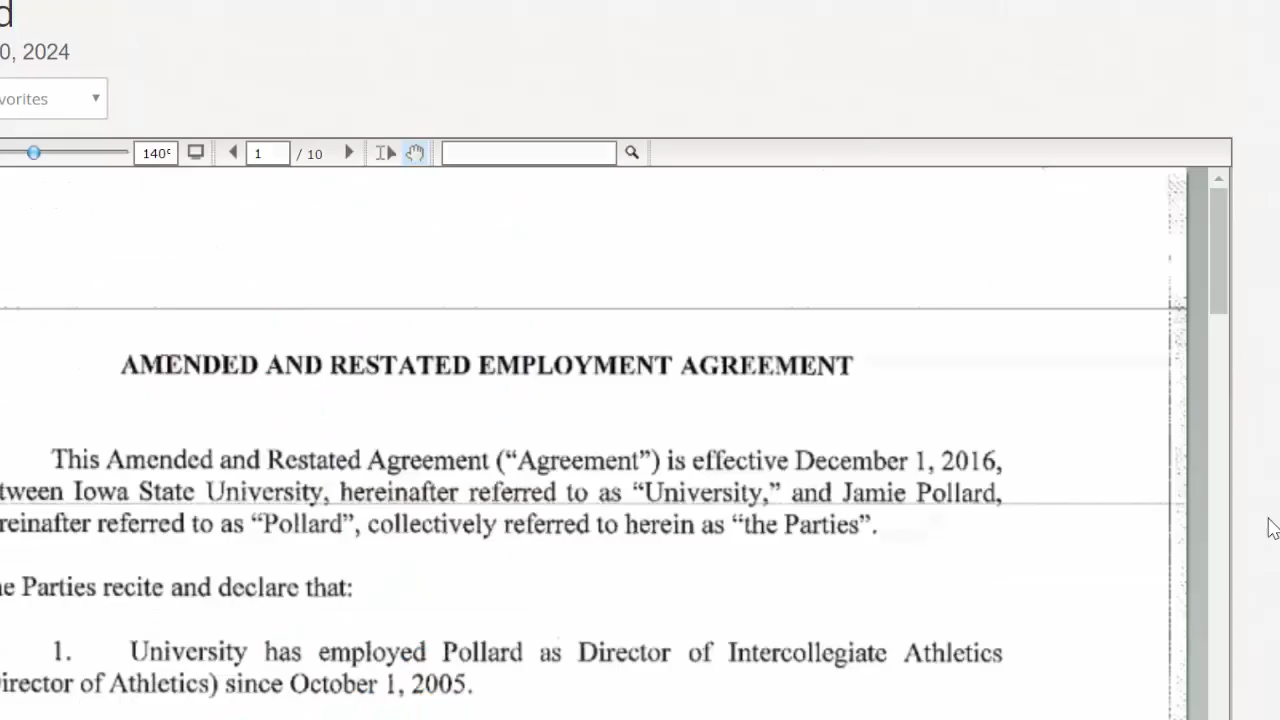 d
0, 2024
vorites
140%
1 / 10
AMENDED AND RESTATED EMPLOYMENT AGREEMENT
This Amended and Restated Agreement (“Agreement”) is effective December 1, 2016,
tween Iowa State University, hereinafter referred to as “University,” and Jamie Pollard,
reinafter referred to as “Pollard”, collectively referred to herein as “the Parties”.
e Parties recite and declare that:
1. University has employed Pollard as Director of Intercollegiate Athletics
irector of Athletics) since October 1, 2005.